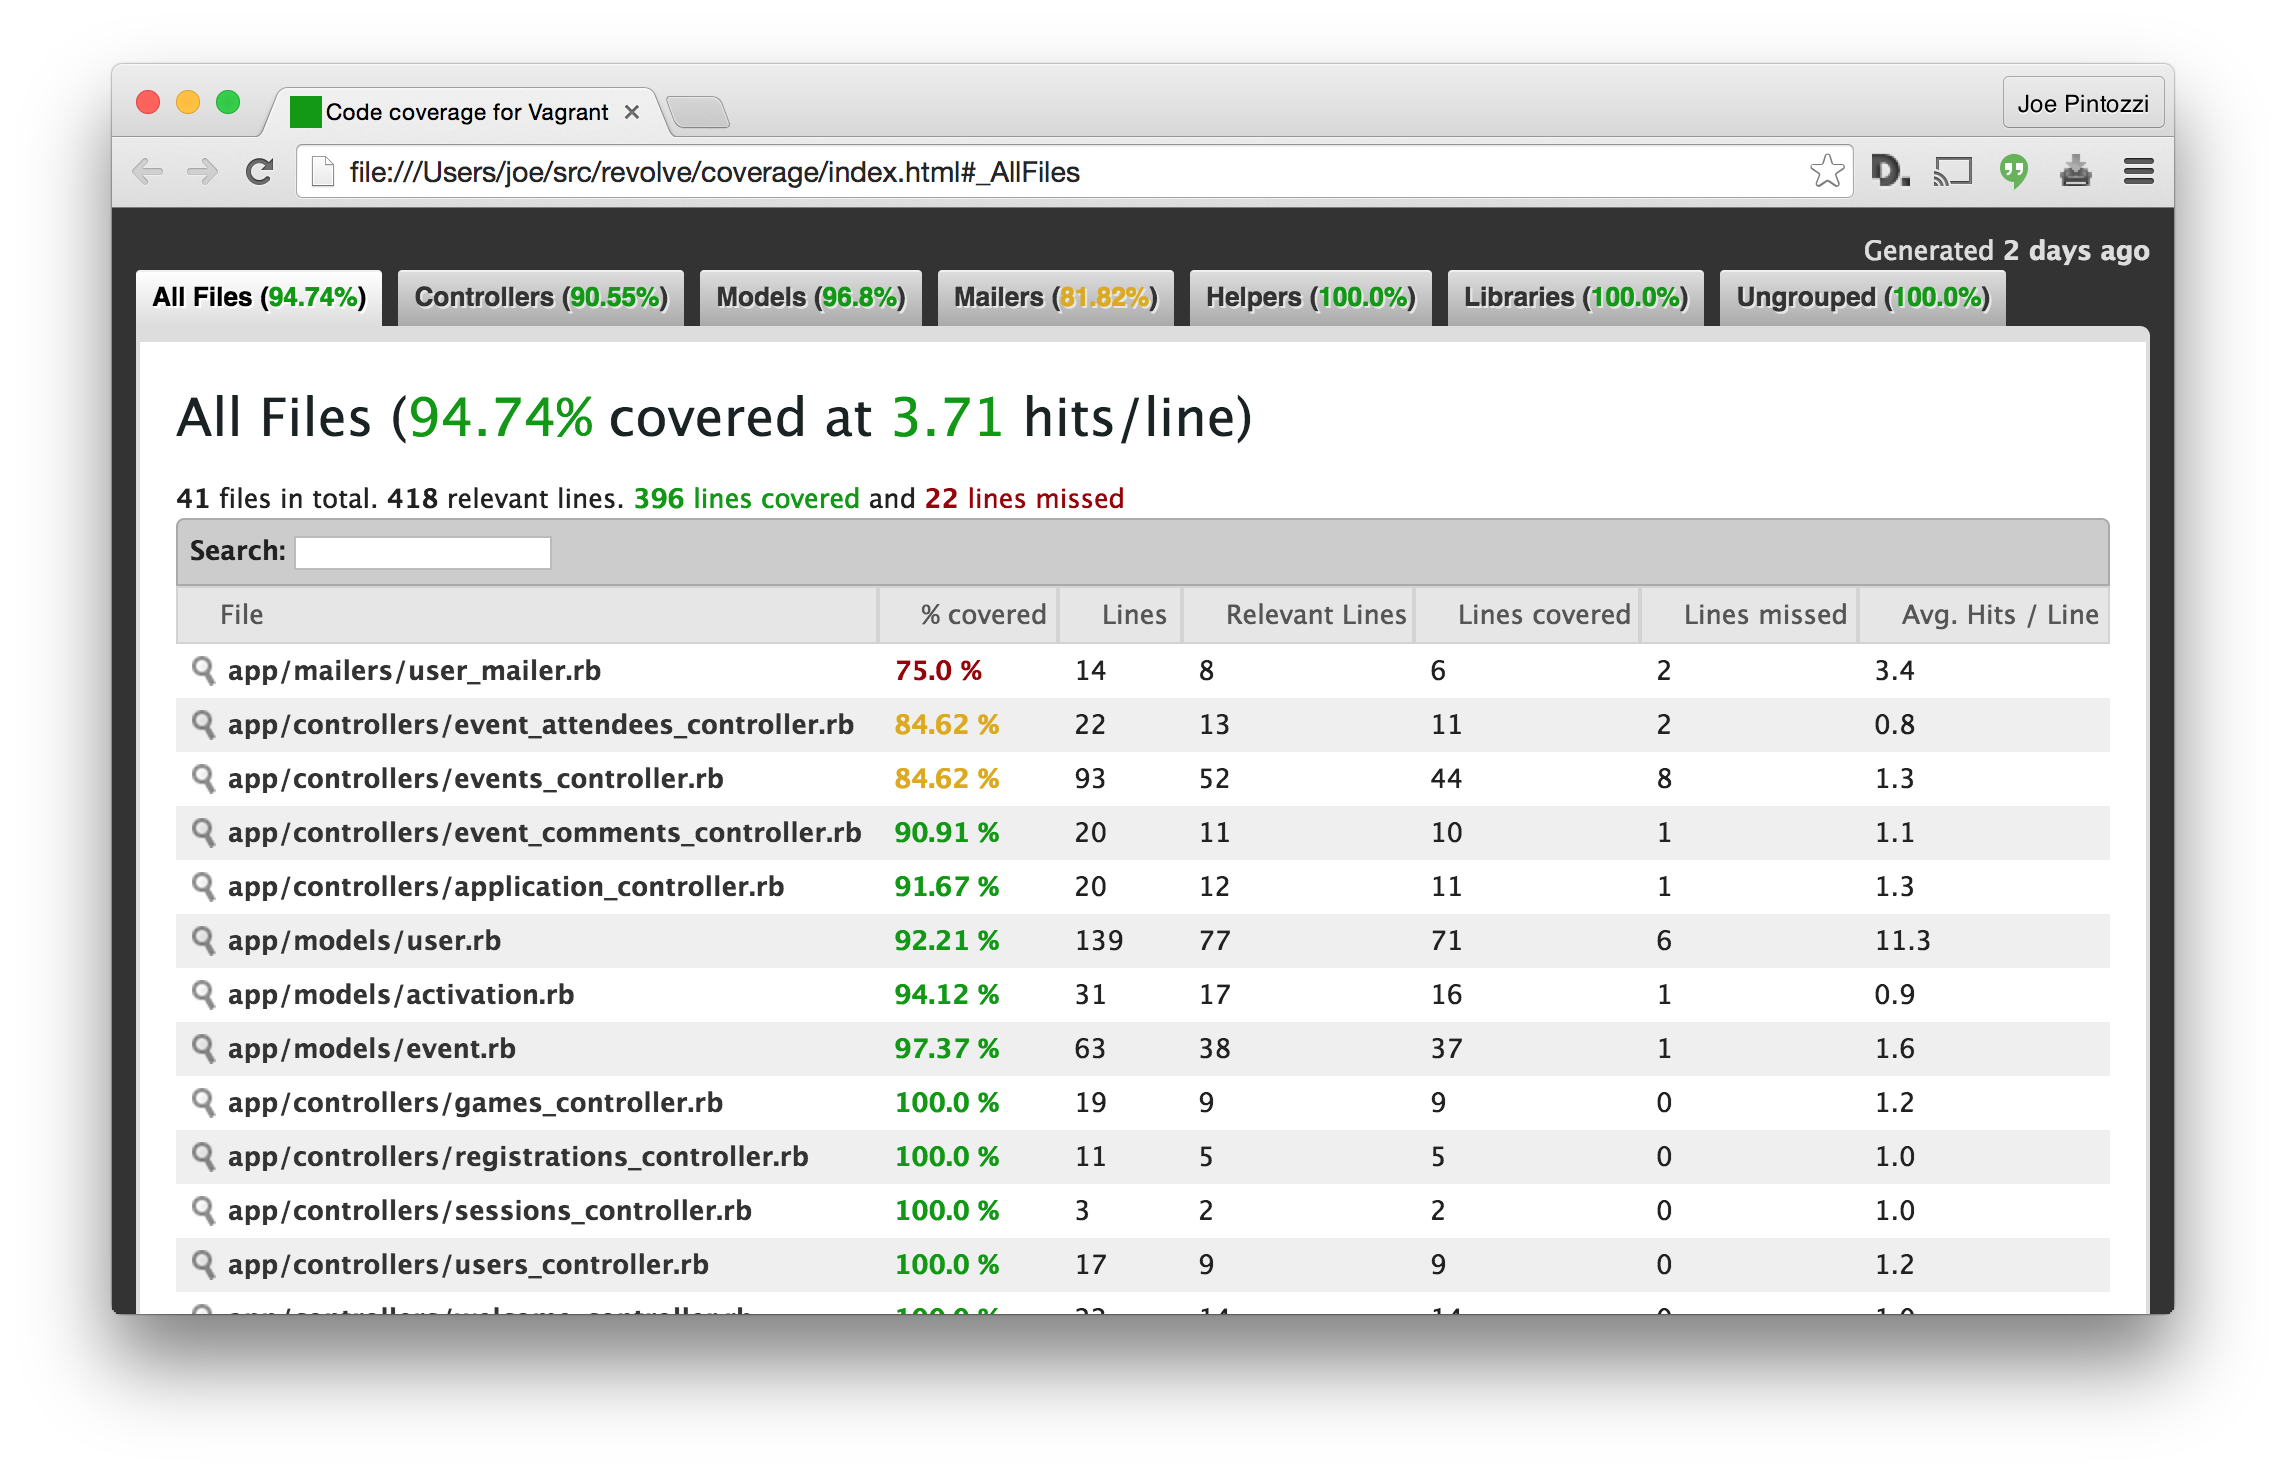 Code coverage for Vagrant
Joe Pintozzi
file:///Users/joe/src/revolve/coverage/index.html#_AllFiles
D.
Generated 2 days ago
All Files (94.74%) Controllers (90.55%) Models (96.8%) Mailers (81.82%) Helpers (100.0%) Libraries (100.0%) Ungrouped (100.0%)
All Files (94.74% covered at 3.71 hits/line)
41 files in total. 418 relevant lines. 396 lines covered and 22 lines missed
Search:
File % covered Lines Relevant Lines Lines covered Lines missed Avg. Hits / Line
app/mailers/user_mailer.rb 75.0 % 14 8 6 2 3.4
app/controllers/event_attendees_controller.rb 84.62 % 22 13 11 2 0.8
app/controllers/events_controller.rb 84.62 % 93 52 44 8 1.3
app/controllers/event_comments_controller.rb 90.91 % 20 11 10 1 1.1
app/controllers/application_controller.rb 91.67 % 20 12 11 1 1.3
app/models/user.rb 92.21 % 139 77 71 6 11.3
app/models/activation.rb 94.12 % 31 17 16 1 0.9
app/models/event.rb 97.37 % 63 38 37 1 1.6
app/controllers/games_controller.rb 100.0 % 19 9 9 0 1.2
app/controllers/registrations_controller.rb 100.0 % 11 5 5 0 1.0
app/controllers/sessions_controller.rb 100.0 % 3 2 2 0 1.0
app/controllers/users_controller.rb 100.0 % 17 9 9 0 1.2